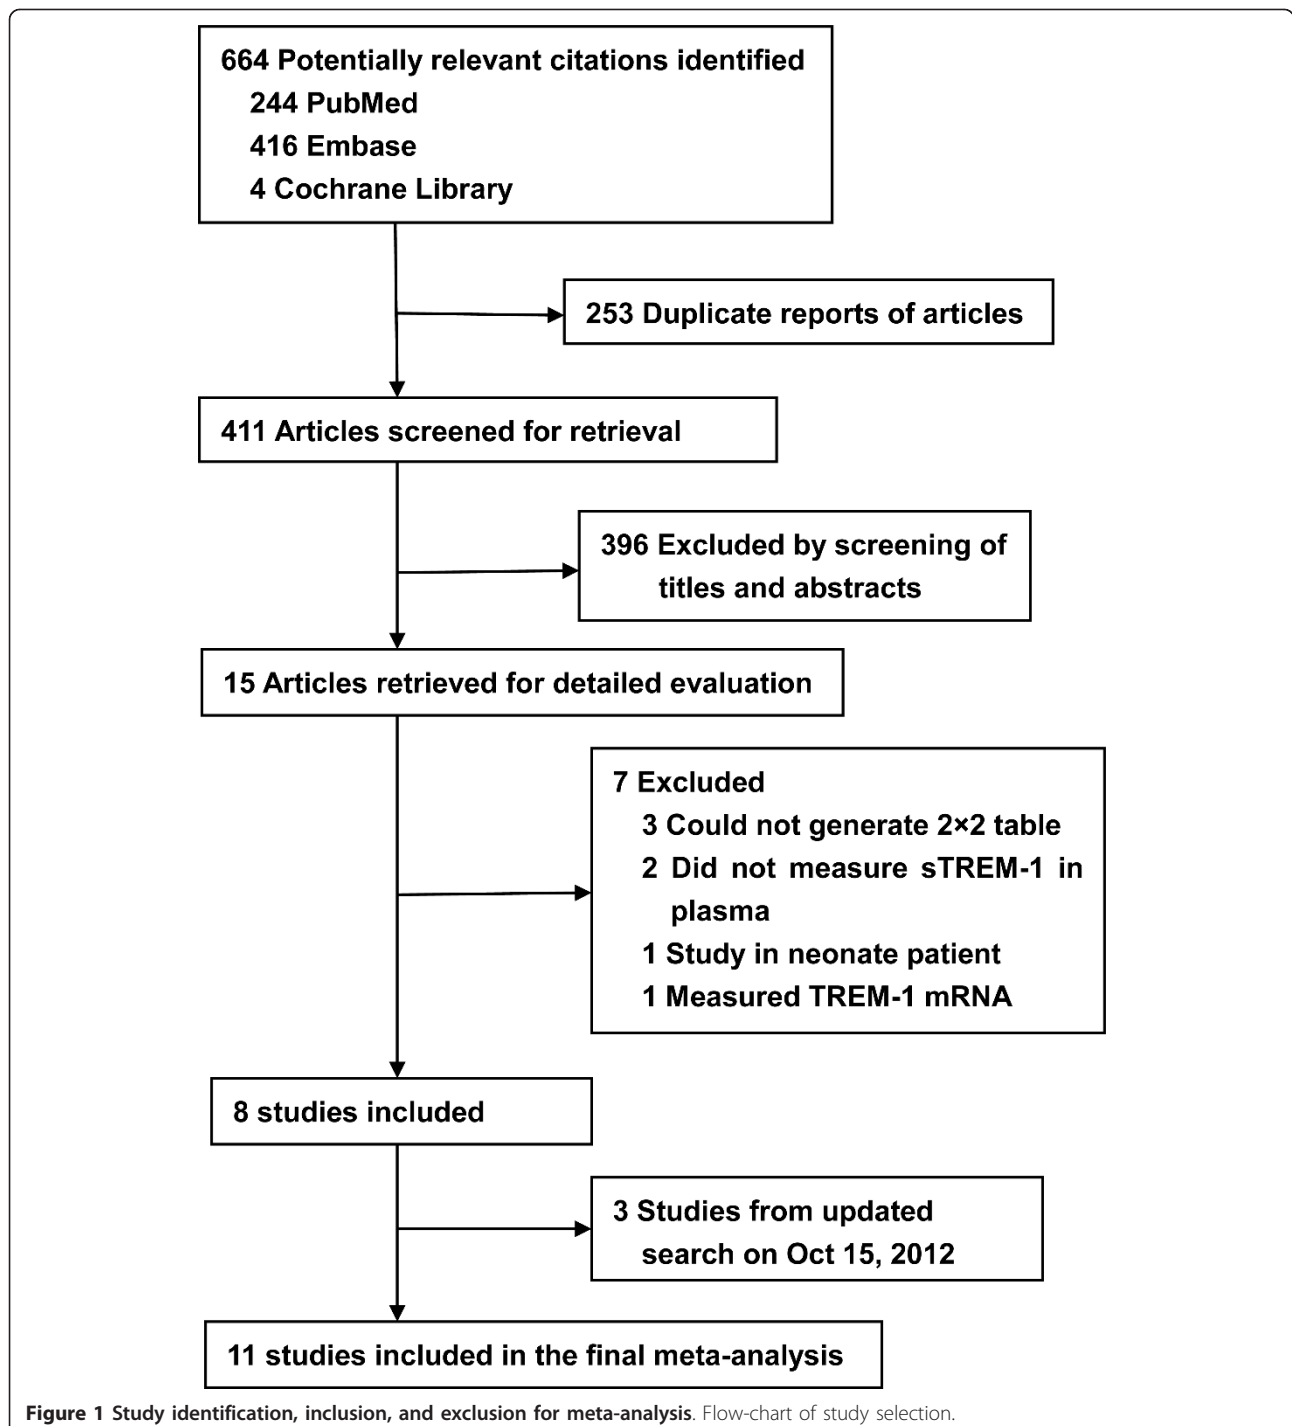 664 Potentially relevant citations identified
244 PubMed
416 Embase
4 Cochrane Library
253 Duplicate reports of articles
411 Articles screened for retrieval
396 Excluded by screening of
titles and abstracts
15 Articles retrieved for detailed evaluation
7 Excluded
3 Could not generate 2×2 table
2 Did not measure sTREM-1 in
plasma
1 Study in neonate patient
1 Measured TREM-1 mRNA
8 studies included
3 Studies from updated
search on Oct 15, 2012
11 studies included in the final meta-analysis
Figure 1 Study identification, inclusion, and exclusion for meta-analysis. Flow-chart of study selection.